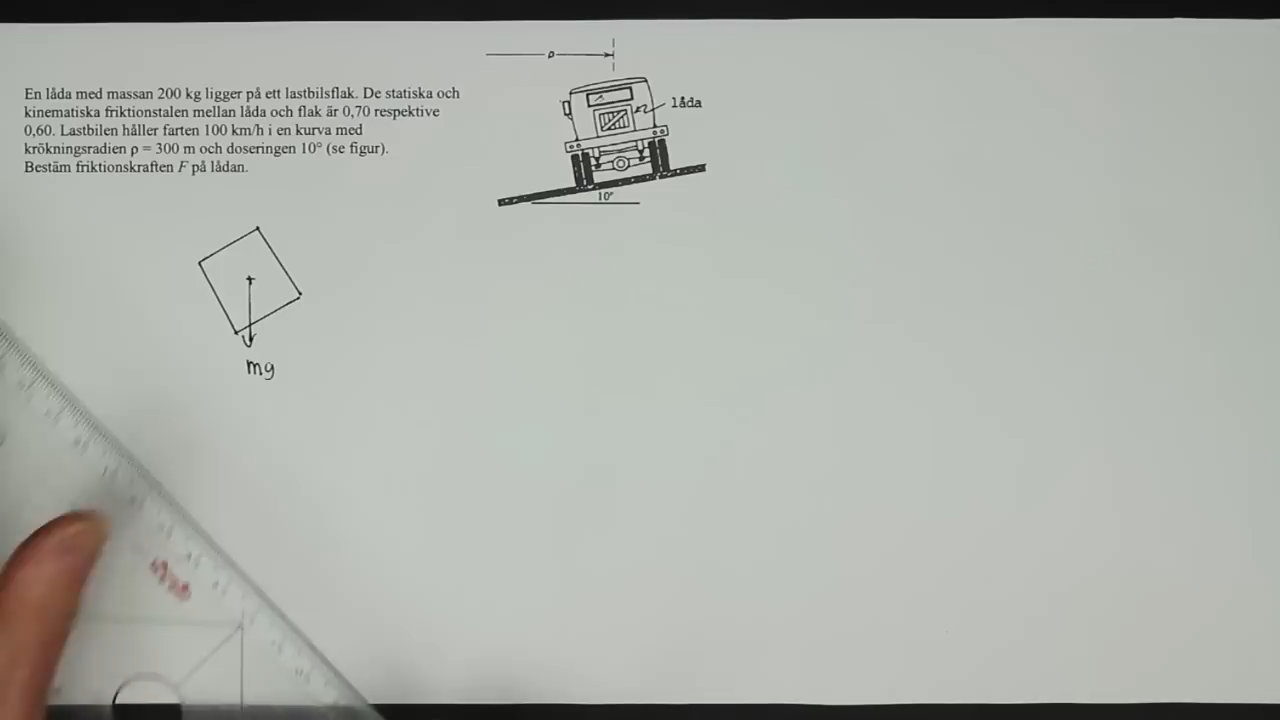 En låda med massan 200 kg ligger på ett lastbilsflak. De statiska och
kinematiska friktionstalen mellan låda och flak är 0,70 respektive
0,60. Lastbilen håller farten 100 km/h i en kurva med
krökningsradien ρ = 300 m och doseringen 10° (se figur).
Bestäm friktionskraften F på lådan.
ρ
låda
10°
mg